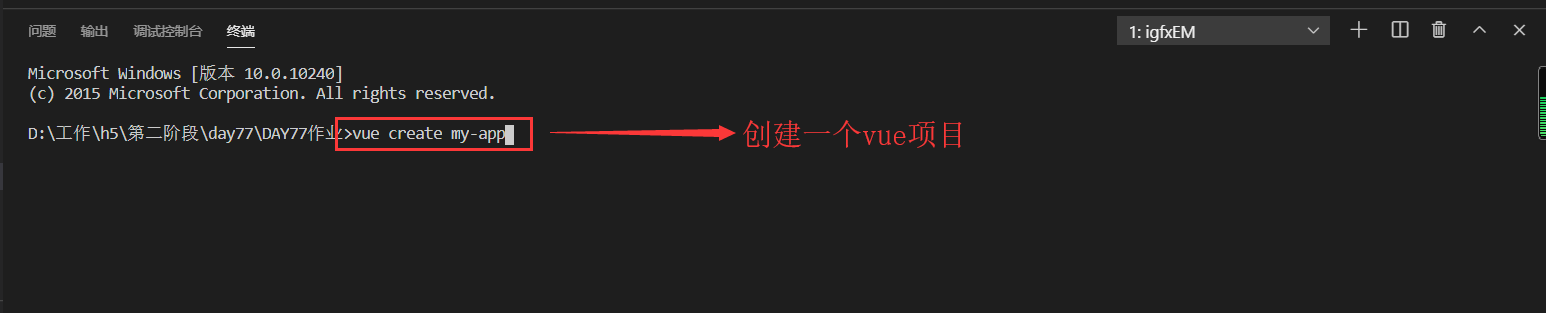 问题 输出 调试控制台 终端 1: igfxEM
Microsoft Windows [版本 10.0.10240]
(c) 2015 Microsoft Corporation. All rights reserved.
D:\工作\h5\第二阶段\day77\DAY77作业>vue create my-app 创建一个vue项目